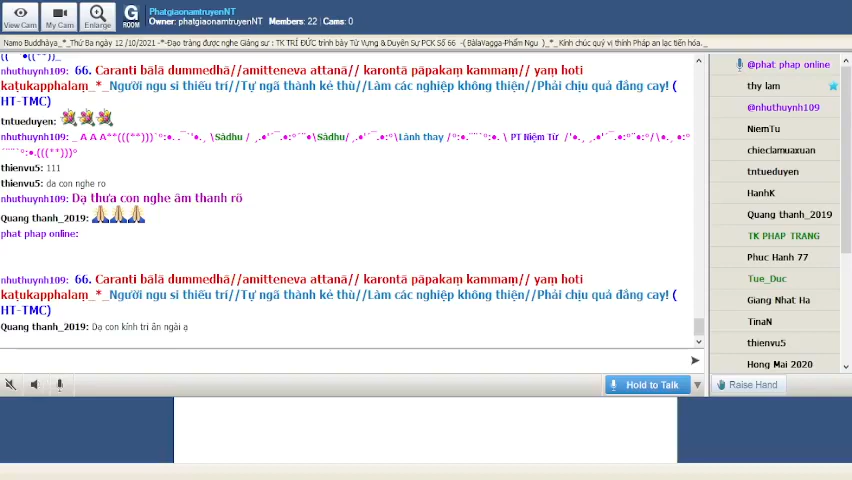 PhatgiaonamtruyenNT
Owner: phatgiaonamtruyenNT   Members: 22   Cams: 0
View Cam   My Cam   Enlarge   G ROOM
Namo Buddhàya_*_Thứ Ba ngày 12 /10/2021 -*-Đạo tràng được nghe Giảng sư : TK TRÍ ĐỨC trình bày Từ Vựng & Duyên Sự PCK Số 66 -( BâlaVagga-Phẩm Ngu )_*_ Kính chúc quý vị thính Pháp an lạc tiến hóa._
nhuthuynh109: 66. Caranti bālā dummedhā//amitteneva attanā// karontā pāpakaṃ kammaṃ// yaṃ hoti
kaṭukapphalaṃ_*_Người ngu si thiếu trí//Tự ngã thành kẻ thù//Làm các nghiệp không thiện//Phải chịu quả đắng cay! (
HT-TMC)
tntueduyen:
nhuthuynh109: Sàdhu / Sàdhu / Lành thay / PT Niệm Từ
thienvu5: 111
thienvu5: da con nghe ro
nhuthuynh109: Dạ thưa con nghe âm thanh rõ
Quang thanh_2019:
phat phap online:
nhuthuynh109: 66. Caranti bālā dummedhā//amitteneva attanā// karontā pāpakaṃ kammaṃ// yaṃ hoti
kaṭukapphalaṃ_*_Người ngu si thiếu trí//Tự ngã thành kẻ thù//Làm các nghiệp không thiện//Phải chịu quả đắng cay! (
HT-TMC)
Quang thanh_2019: Dạ con kính tri ân ngài ạ
Hold to Talk
@phat phap online
thy lam
@nhuthuynh109
NiemTu
chieclamuaxuan
tntueduyen
HanhK
Quang thanh_2019
TK PHAP TRANG
Phuc Hanh 77
Tue_Duc
Giang Nhat Ha
TinaN
thienvu5
Hong Mai 2020
Raise Hand